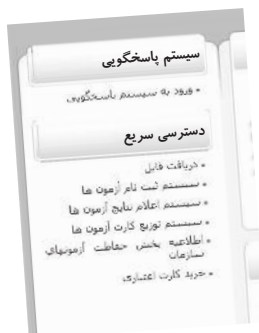 سیستم پاسخگویی
ورود به سیستم پاسخگویی
دسترسی سریع
دریافت فایل
سیستم ثبت نام آزمون ها
سیستم اعلام نتایج آزمون ها
سیستم توزیع کارت آزمون ها
اطلاعیه بخش حفاظت آزمونهای
سازمان
خرید کارت اعتباری